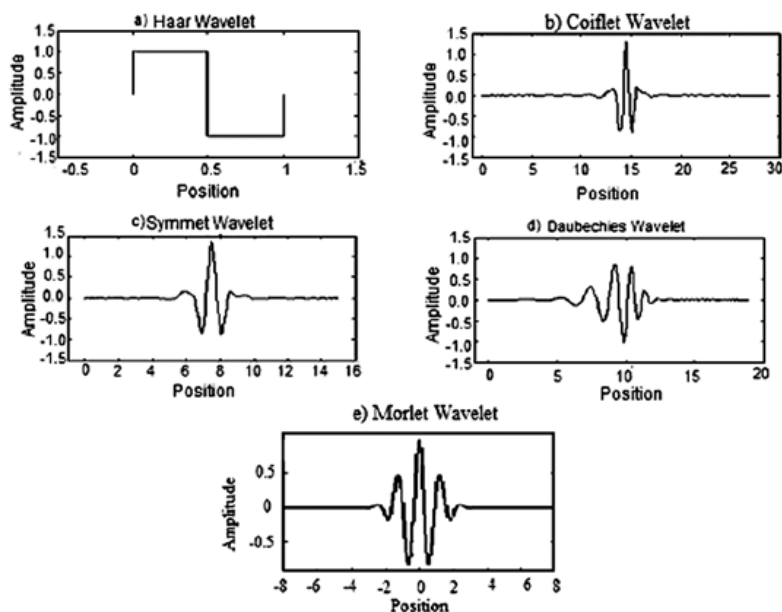 a) Haar Wavelet
1.5
1.0
0.5
0.0
-0.5
-1.0
-1.5
Amplitude
-0.5 0 0.5 1 1.5
Position
b) Coiflet Wavelet
1.5
1.0
0.5
0.0
-0.5
-1.0
-1.5
Amplitude
0 5 10 15 20 25 30
Position
c)Symmet Wavelet
1.5
1.0
0.5
0.0
-0.5
-1.0
-1.5
Amplitude
0 2 4 6 8 10 12 14 16
Position
d) Daubechies Wavelet
1.5
1.0
0.5
0.0
-0.5
-1.0
-1.5
Amplitude
0 5 10 15 20
Position
e) Morlet Wavelet
0.5
0
-0.5
Amplitude
-8 -6 -4 -2 0 2 4 6 8
Position